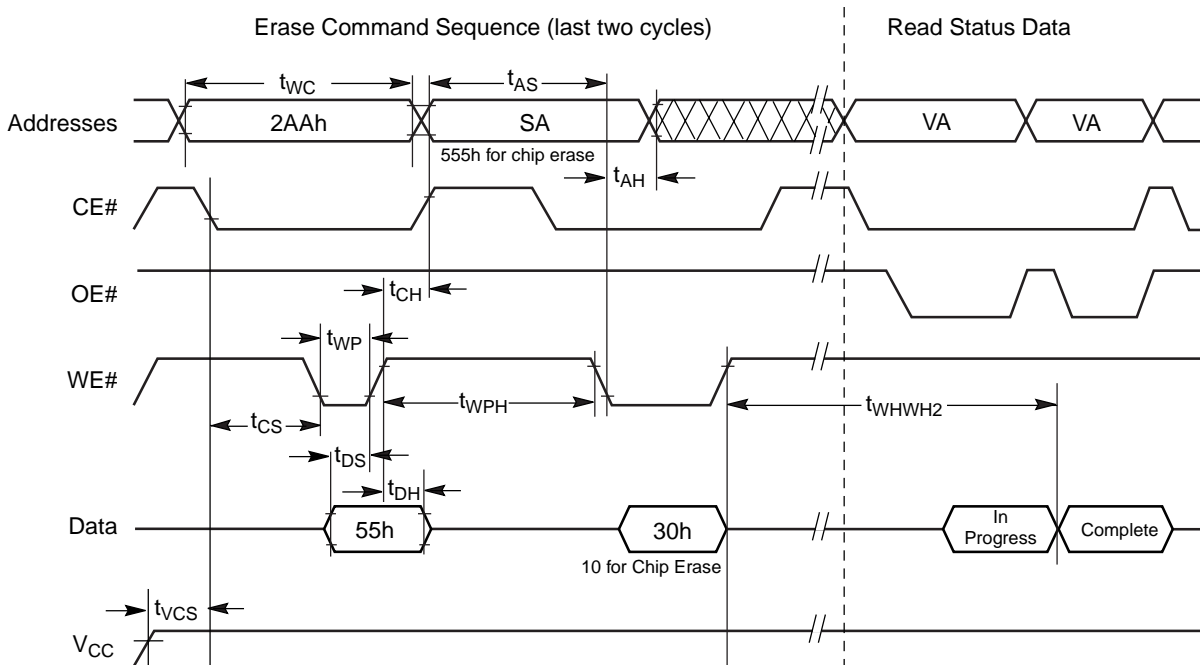 Erase Command Sequence (last two cycles)
Read Status Data
tWC
tAS
Addresses
2AAh
SA
VA
VA
555h for chip erase
tAH
CE#
OE#
tCH
tWP
WE#
tWPH
tWHWH2
tCS
tDS
tDH
Data
55h
30h
In
Progress
Complete
10 for Chip Erase
tVCS
VCC